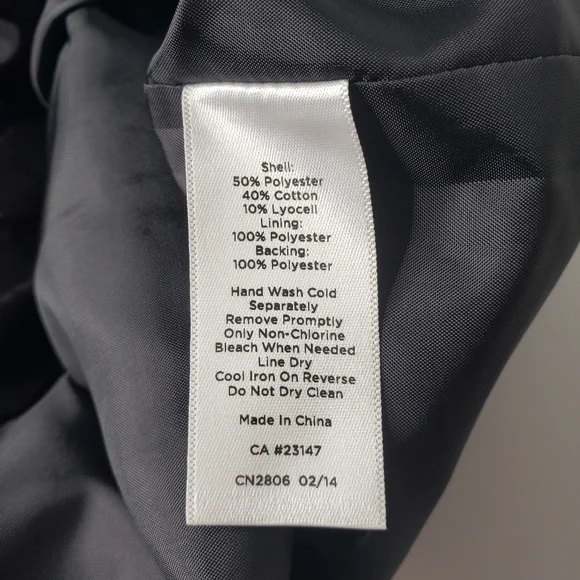 Shell:
50% Polyester
40% Cotton
10% Lyocell
Lining:
100% Polyester
Backing:
100% Polyester
Hand Wash Cold
Separately
Remove Promptly
Only Non-Chlorine
Bleach When Needed
Line Dry
Cool Iron On Reverse
Do Not Dry Clean
Made In China
CA #23147
CN2806 02/14